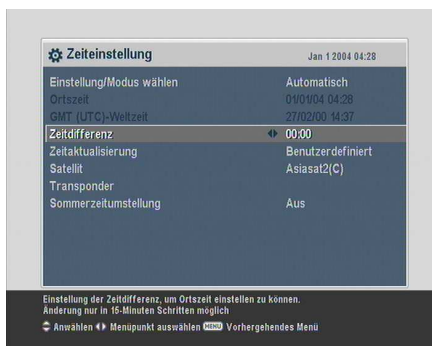 Zeiteinstellung Jan 1 2004 04:28
Einstellung/Modus wählen Automatisch
Ortszeit 01/01/04 04:28
GMT (UTC)-Weltzeit 27/02/00 14:37
Zeitdifferenz 00:00
Zeitaktualisierung Benutzerdefiniert
Satellit Asiasat2(C)
Transponder
Sommerzeitumstellung Aus
Einstellung der Zeitdifferenz, um Ortszeit einstellen zu können.
Änderung nur in 15-Minuten Schritten möglich
Anwählen Menüpunkt auswählen MENU Vorhergehendes Menü